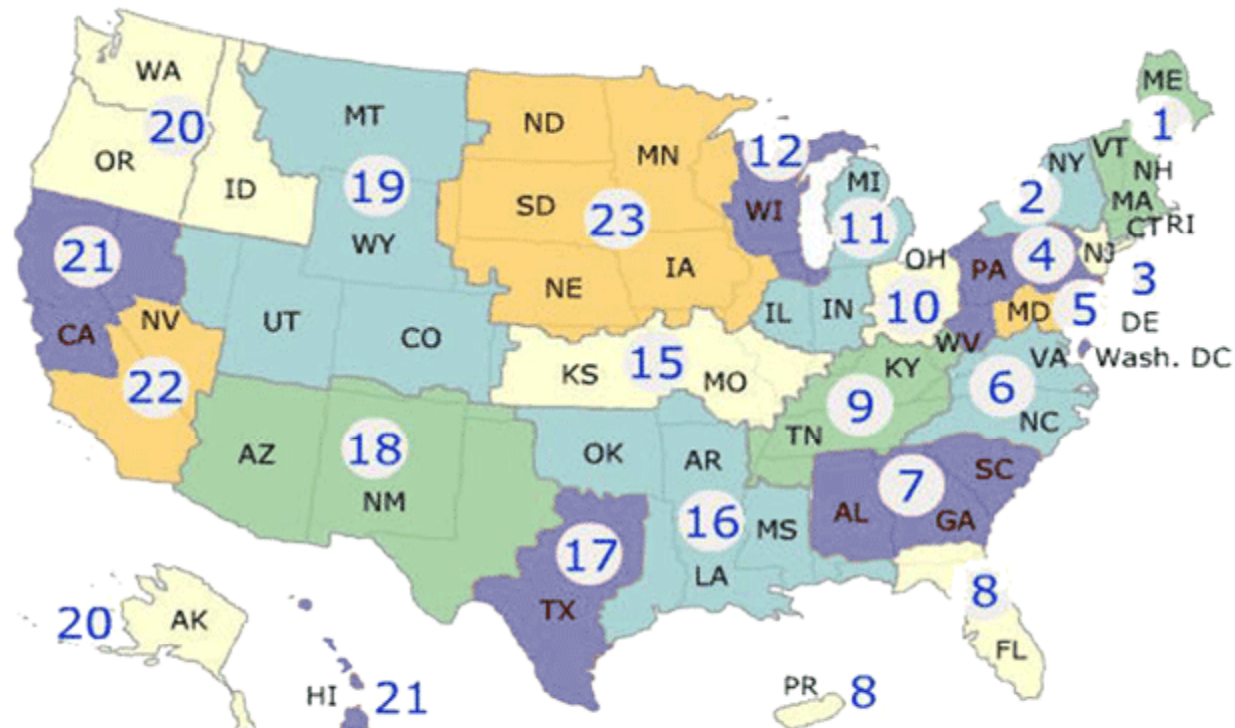 WA
20
OR
ID
MT
19
WY
ND
MN
SD
23
NE
IA
12
WI
MI
11
ME
1
VT
NY
NH
2
MA
CT
RI
21
CA
NV
22
UT
CO
IL
IN
OH
10
PA
4
NJ
3
MD
5
DE
WV
VA
Wash. DC
6
NC
KS
15
MO
KY
9
TN
AZ
18
NM
OK
AR
16
MS
LA
7
SC
AL
GA
17
TX
8
FL
20
AK
HI
21
PR
8